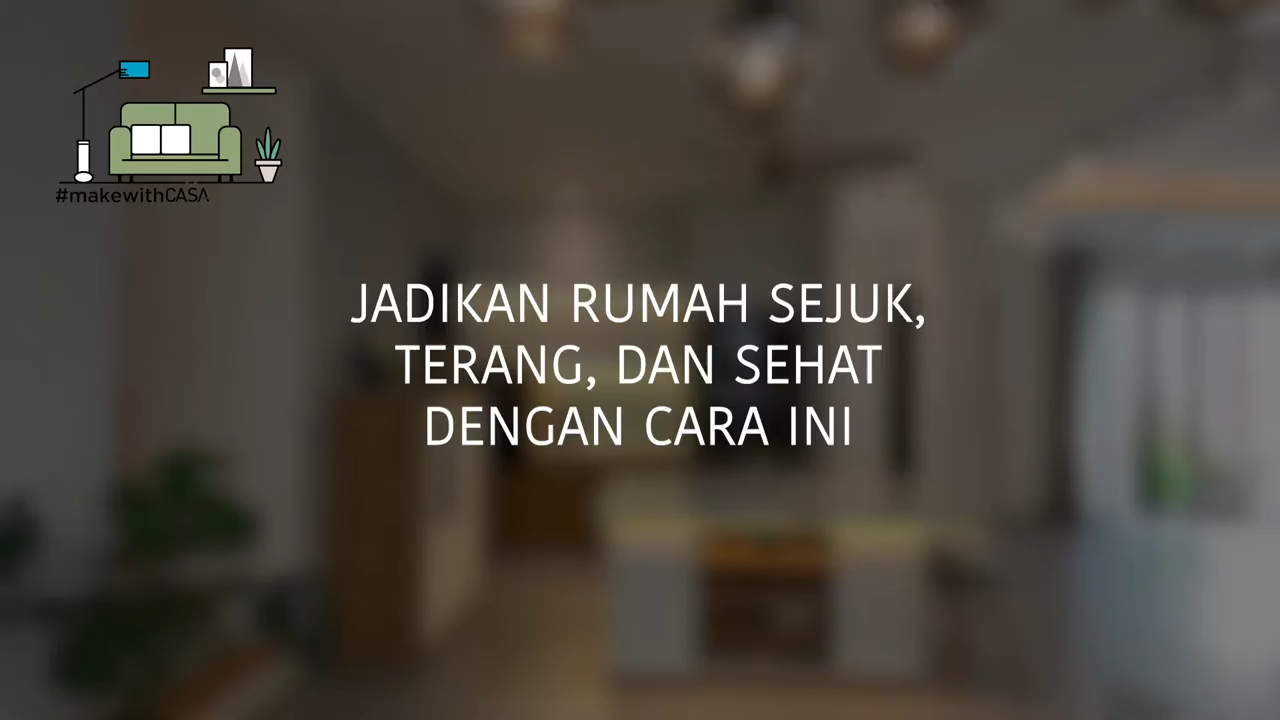 #makewithCASA
JADIKAN RUMAH SEJUK,
TERANG, DAN SEHAT
DENGAN CARA INI